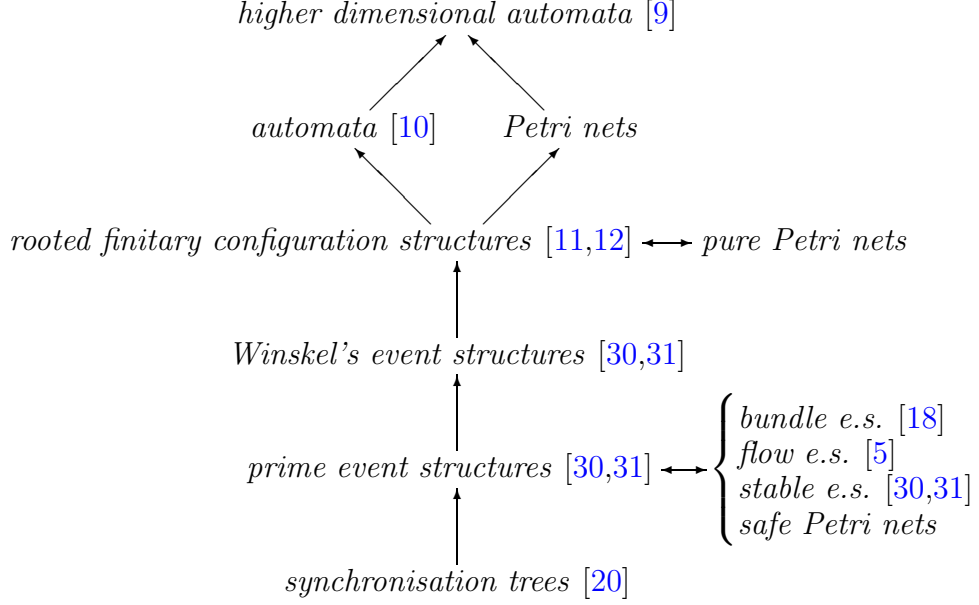 higher dimensional automata [9]
automata [10] Petri nets
rooted finitary configuration structures [11,12] pure Petri nets
Winskel's event structures [30,31]
bundle e.s. [18]
flow e.s. [5]
prime event structures [30,31]
stable e.s. [30,31]
safe Petri nets
synchronisation trees [20]